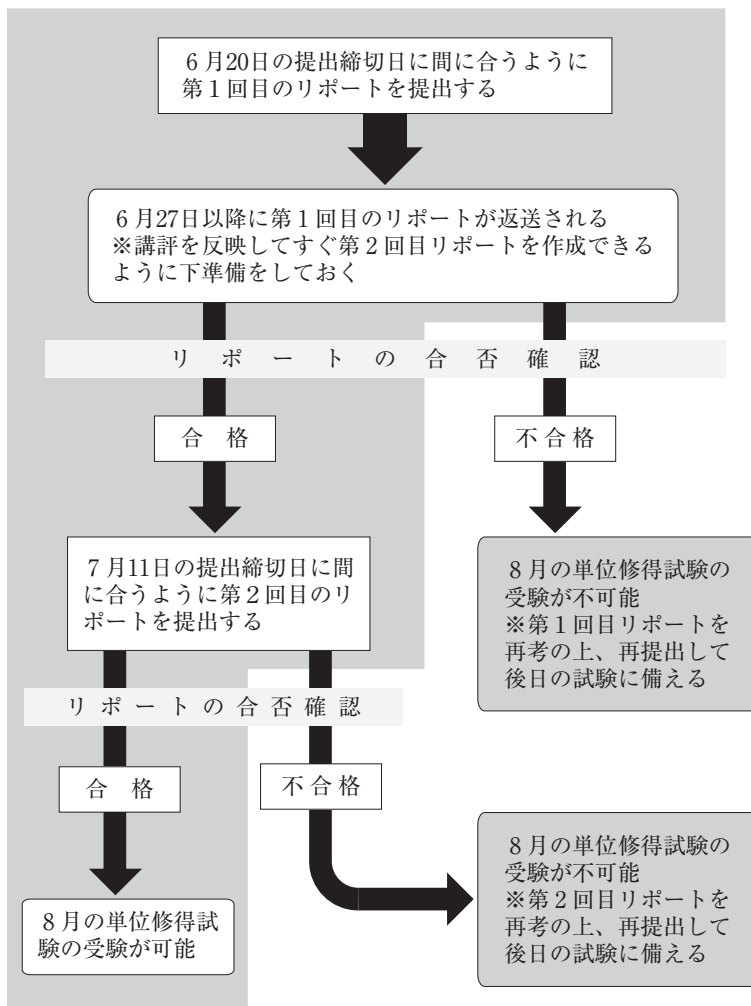 6月20日の提出締切日に間に合うように
第1回目のリポートを提出する
6月27日以降に第1回目のリポートが返送される
※講評を反映してすぐ第2回目リポートを作成できる
ように下準備をしておく
リポートの合否確認
合格
不合格
7月11日の提出締切日に間
に合うように第2回目のリ
ポートを提出する
8月の単位修得試験の
受験が不可能
※第1回目リポートを
再考の上、再提出して
後日の試験に備える
リポートの合否確認
合格
不合格
8月の単位修得試
験の受験が可能
8月の単位修得試験の
受験が不可能
※第2回目リポートを
再考の上、再提出して
後日の試験に備える